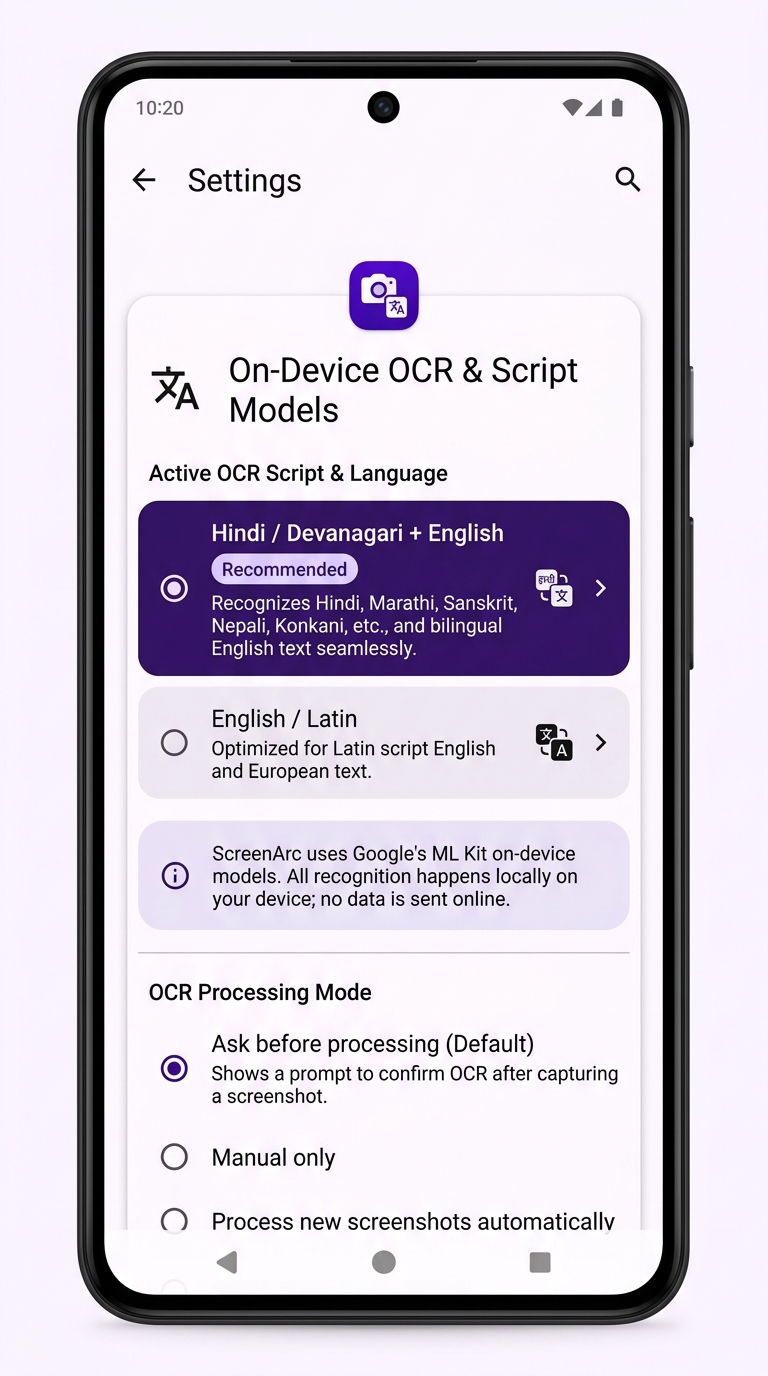 10:20
Settings
On-Device OCR & Script
Models
Active OCR Script & Language
Hindi / Devanagari + English
Recommended
Recognizes Hindi, Marathi, Sanskrit,
Nepali, Konkani, etc., and bilingual
English text seamlessly.
文
English / Latin
Optimized for Latin script English
and European text.
文
A
ScreenArc uses Google's ML Kit on-device
models. All recognition happens locally on
your device; no data is sent online.
OCR Processing Mode
Ask before processing (Default)
Shows a prompt to confirm OCR after capturing
a screenshot.
Manual only
Process new screenshots automatically